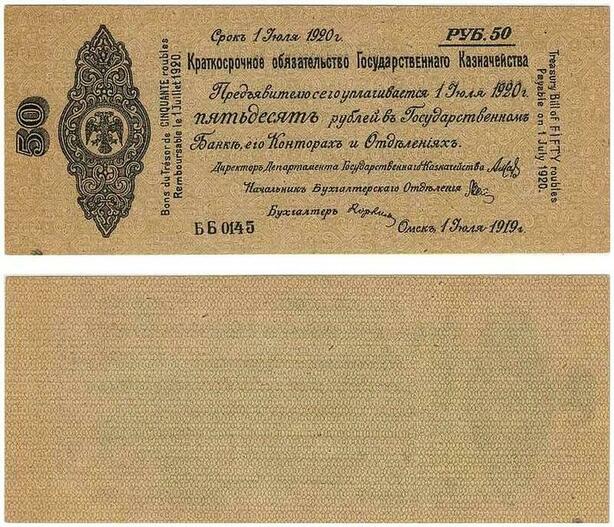 Срокъ 1 Июля 1920 г.
РУБ. 50
Краткосрочное обязательство Государственнаго Казначейства
Предъявителю сего уплачивается 1 Июля 1920 г.
пятьдесятъ рублей въ Государственномъ
Банкѣ, его Конторахъ и Отдѣленіяхъ.
Директоръ Департамента Государственнаго Казначейства
Начальникъ Бухгалтерскаго Отдѣленія
Бухгалтеръ
ББ 0145
Омскъ, 1 Июля 1919 г.
50
Bons du Trésor de CINQUANTE roubles
Remboursable le 1 Juillet 1920.
Treasury Bill of FIFTY roubles
Payable on 1 July 1920.